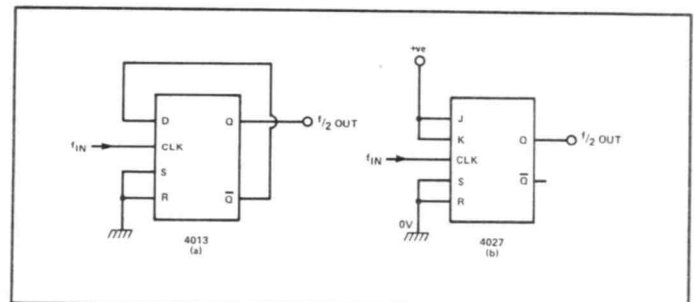 D
Q
f/2 OUT
fIN
CLK
S
R
Q̅
4013
(a)
+ve
J
K
Q
f/2 OUT
fIN
CLK
S
Q̅
R
0V
4027
(b)